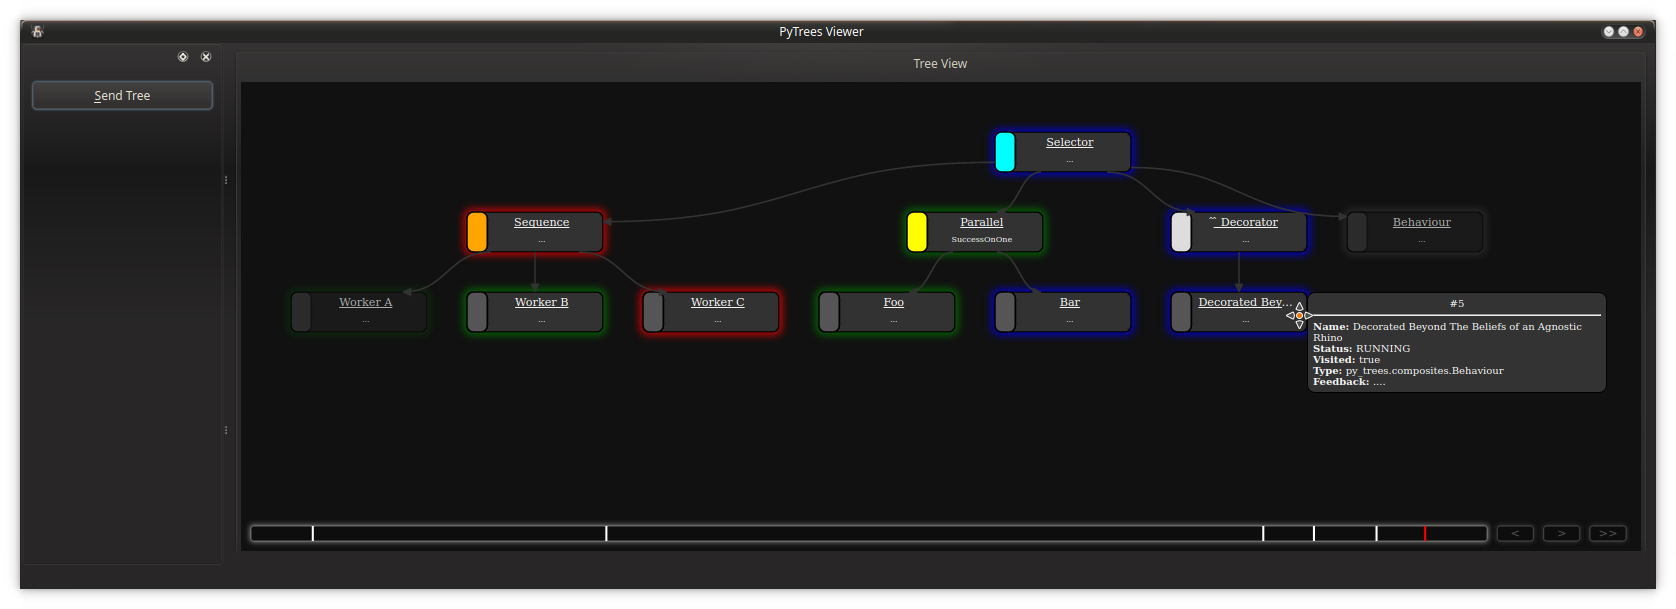 PyTrees Viewer
Send Tree
Tree View
Selector
...
Sequence
...
Parallel
SuccessOnOne
˜ Decorator
...
Behaviour
...
Worker A
...
Worker B
...
Worker C
...
Foo
...
Bar
...
Decorated Bey...
...
#5
Name: Decorated Beyond The Beliefs of an Agnostic
Rhino
Status: RUNNING
Visited: true
Type: py_trees.composites.Behaviour
Feedback: ....
< > >>